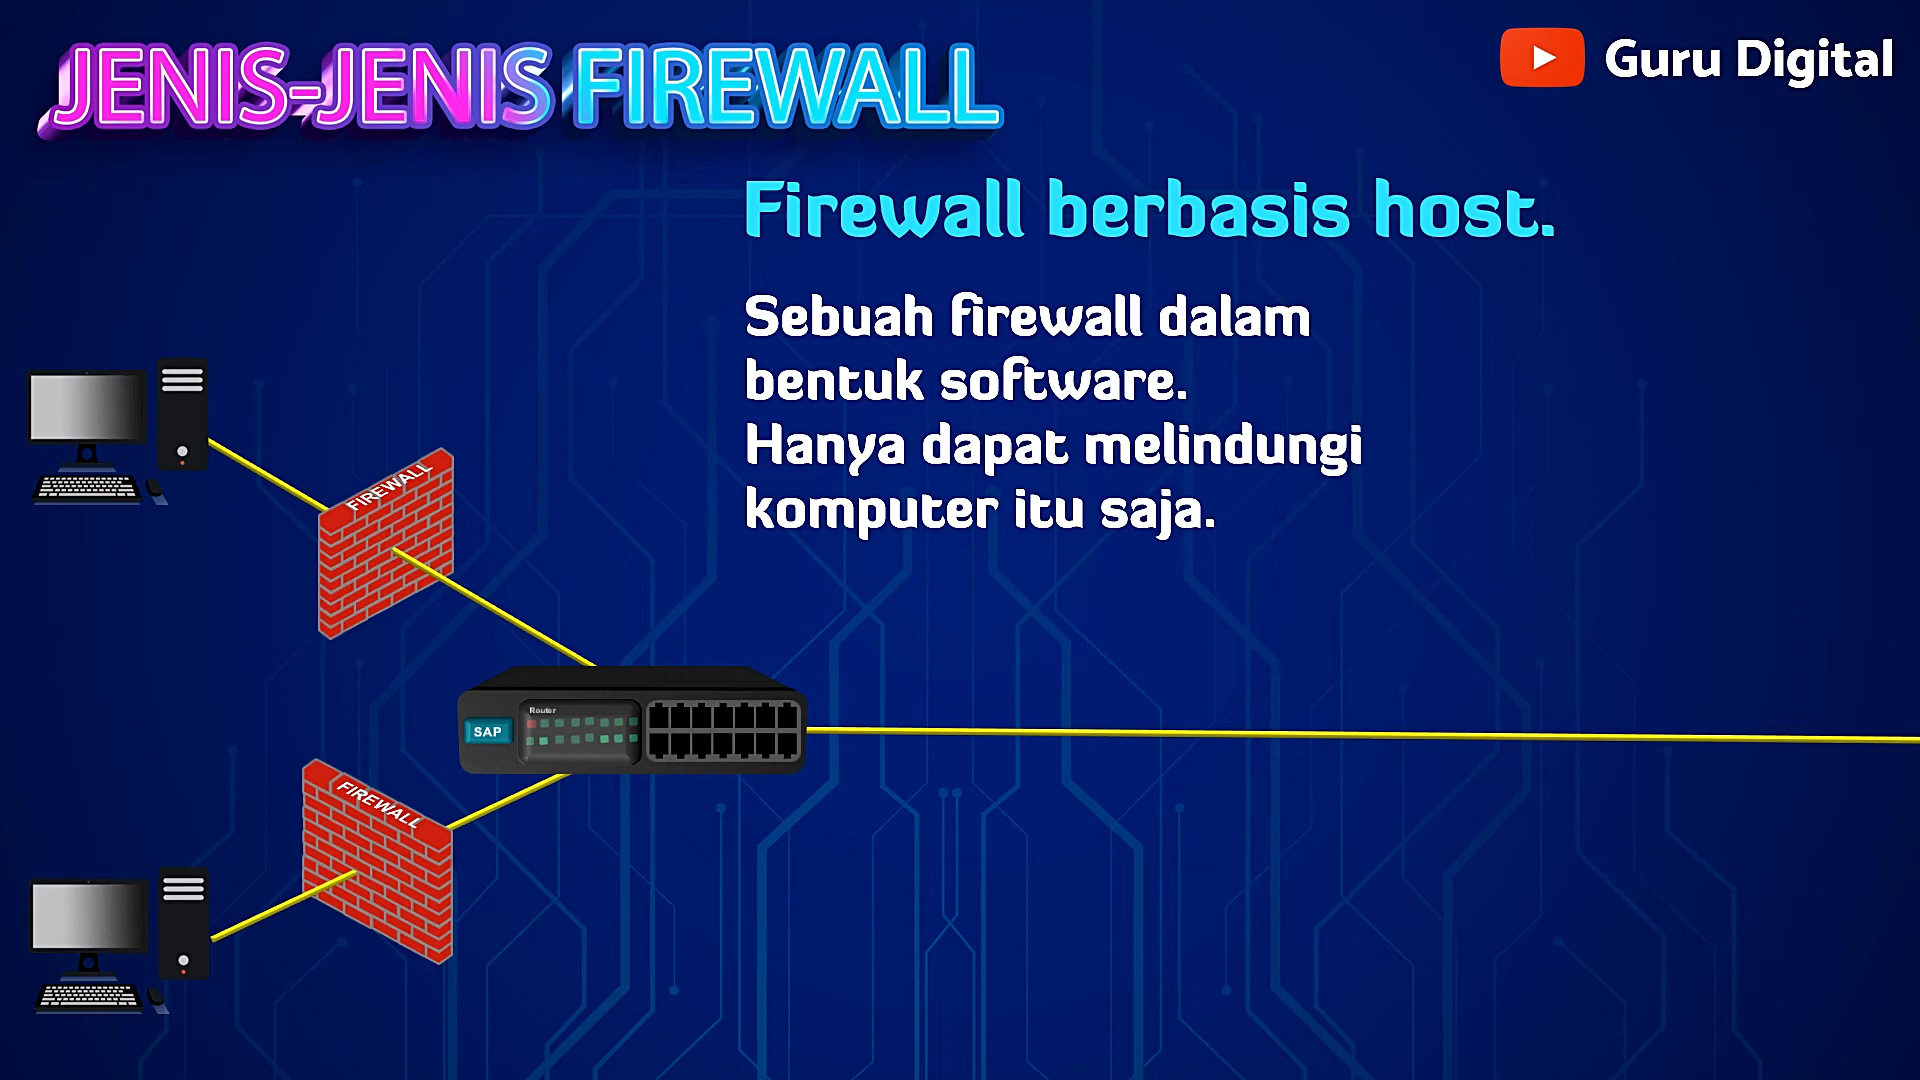 JENIS-JENIS FIREWALL
Guru Digital
Firewall berbasis host.
Sebuah firewall dalam
bentuk software.
Hanya dapat melindungi
komputer itu saja.
FIREWALL
Router
SAP
FIREWALL